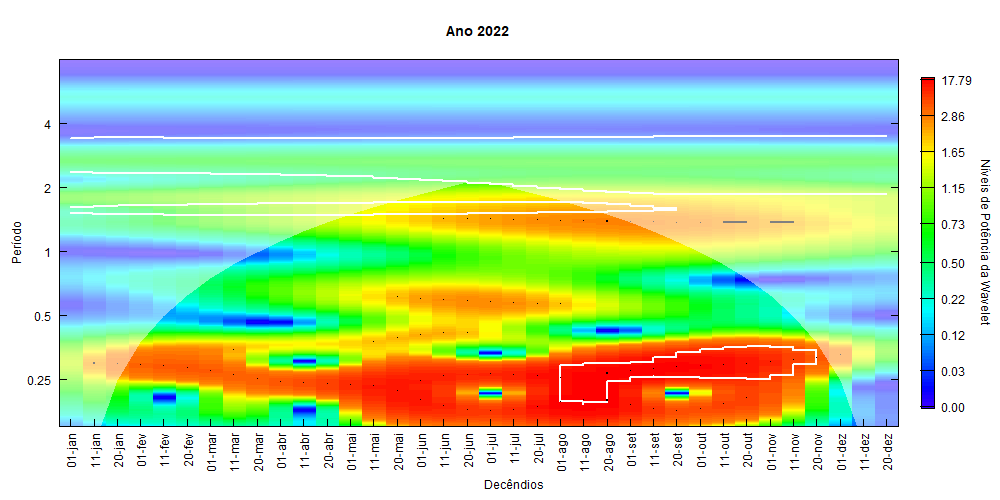 Ano 2022
Período
4
2
1
0.5
0.25
01-jan
11-jan
20-jan
01-fev
11-fev
20-fev
01-mar
11-mar
20-mar
01-abr
11-abr
20-abr
01-mai
11-mai
20-mai
01-jun
11-jun
20-jun
01-jul
11-jul
20-jul
01-ago
11-ago
20-ago
01-set
11-set
20-set
01-out
11-out
20-out
01-nov
11-nov
20-nov
01-dez
11-dez
20-dez
Decêndios
17.79
2.86
1.65
1.15
0.73
0.50
0.22
0.12
0.03
0.00
Níveis de Potência da Wavelet